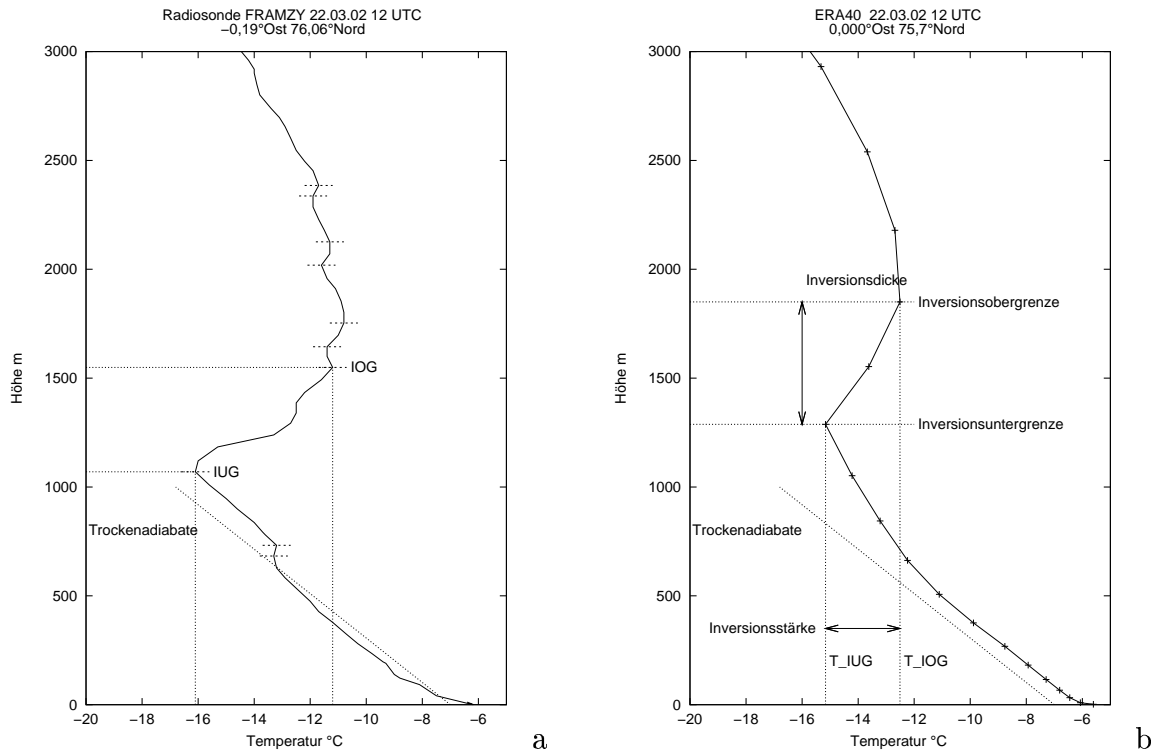 Radiosonde FRAMZY 22.03.02 12 UTC
−0,19°Ost 76,06°Nord
3000
2500
2000
1500
1000
500
0
Höhe m
IOG
IUG
Trockenadiabate
−20 −18 −16 −14 −12 −10 −8 −6
Temperatur °C
a
ERA40 22.03.02 12 UTC
0,000°Ost 75,7°Nord
3000
2500
2000
1500
1000
500
0
Höhe m
Inversionsdicke
Inversionsobergrenze
Inversionsuntergrenze
Trockenadiabate
Inversionsstärke
T_IUG T_IOG
−20 −18 −16 −14 −12 −10 −8 −6
Temperatur °C
b